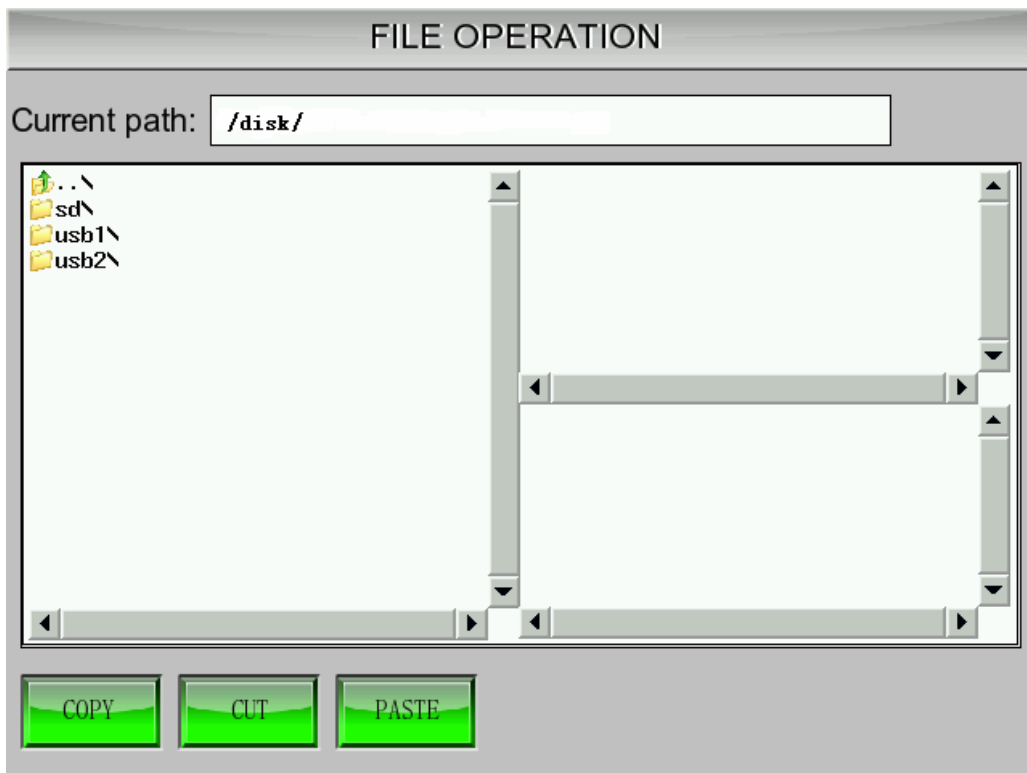 FILE OPERATION
Current path: /disk/
..\
sd\
usb1\
usb2\
COPY CUT PASTE